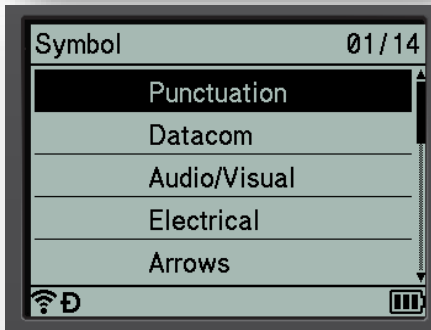 Symbol 01/14
Punctuation
Datacom
Audio/Visual
Electrical
Arrows
Đ